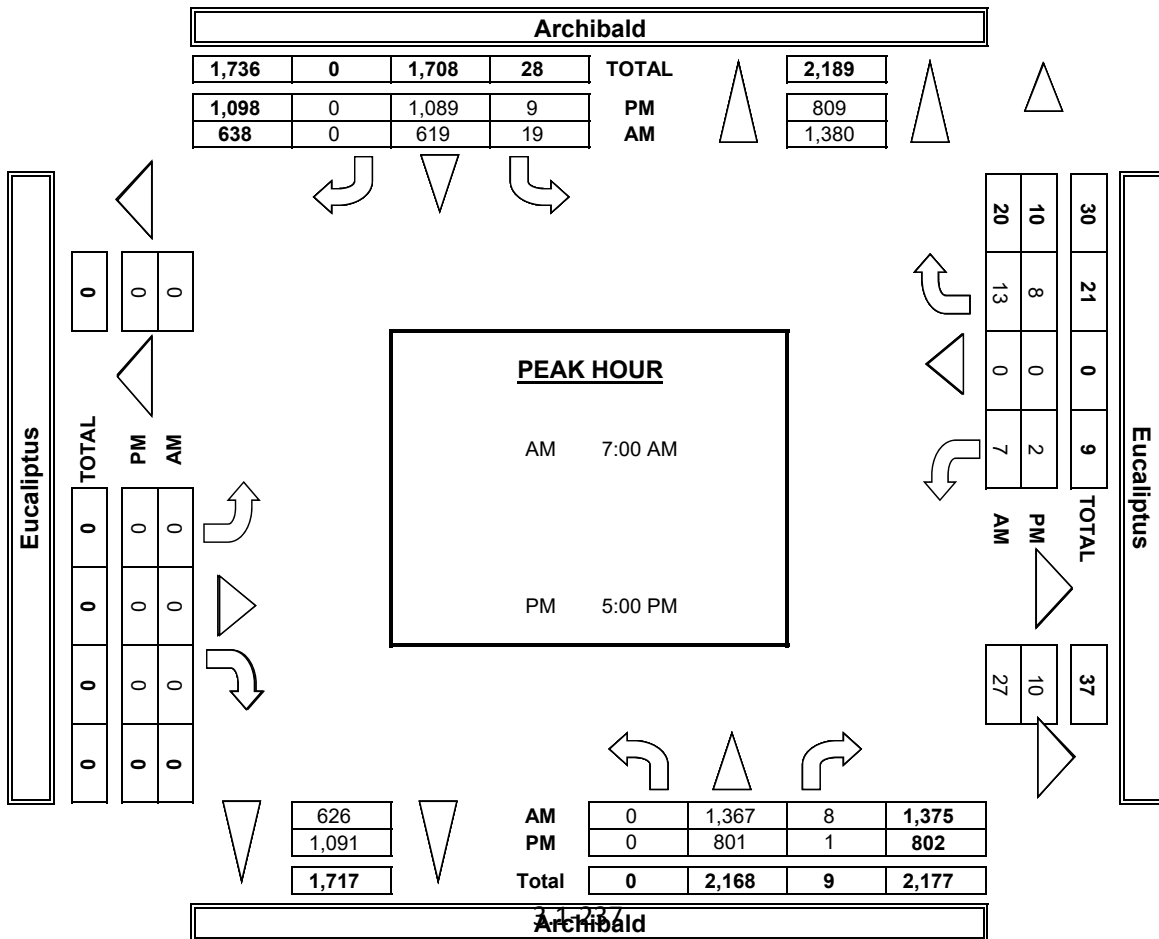 Archibald
1,736 0 1,708 28 TOTAL 2,189
1,098 0 1,089 9 PM 809
638 0 619 19 AM 1,380
Eucaliptus
0 0 0
TOTAL PM AM
0 0 0
0 0 0
0 0 0
0 0 0
PEAK HOUR
AM 7:00 AM
PM 5:00 PM
20 10 30
13 8 21
0 0 0
7 2 9
AM PM TOTAL
27 10 37
Eucaliptus
626 AM 0 1,367 8 1,375
1,091 PM 0 801 1 802
1,717 Total 0 2,168 9 2,177
3.1-237
Archibald